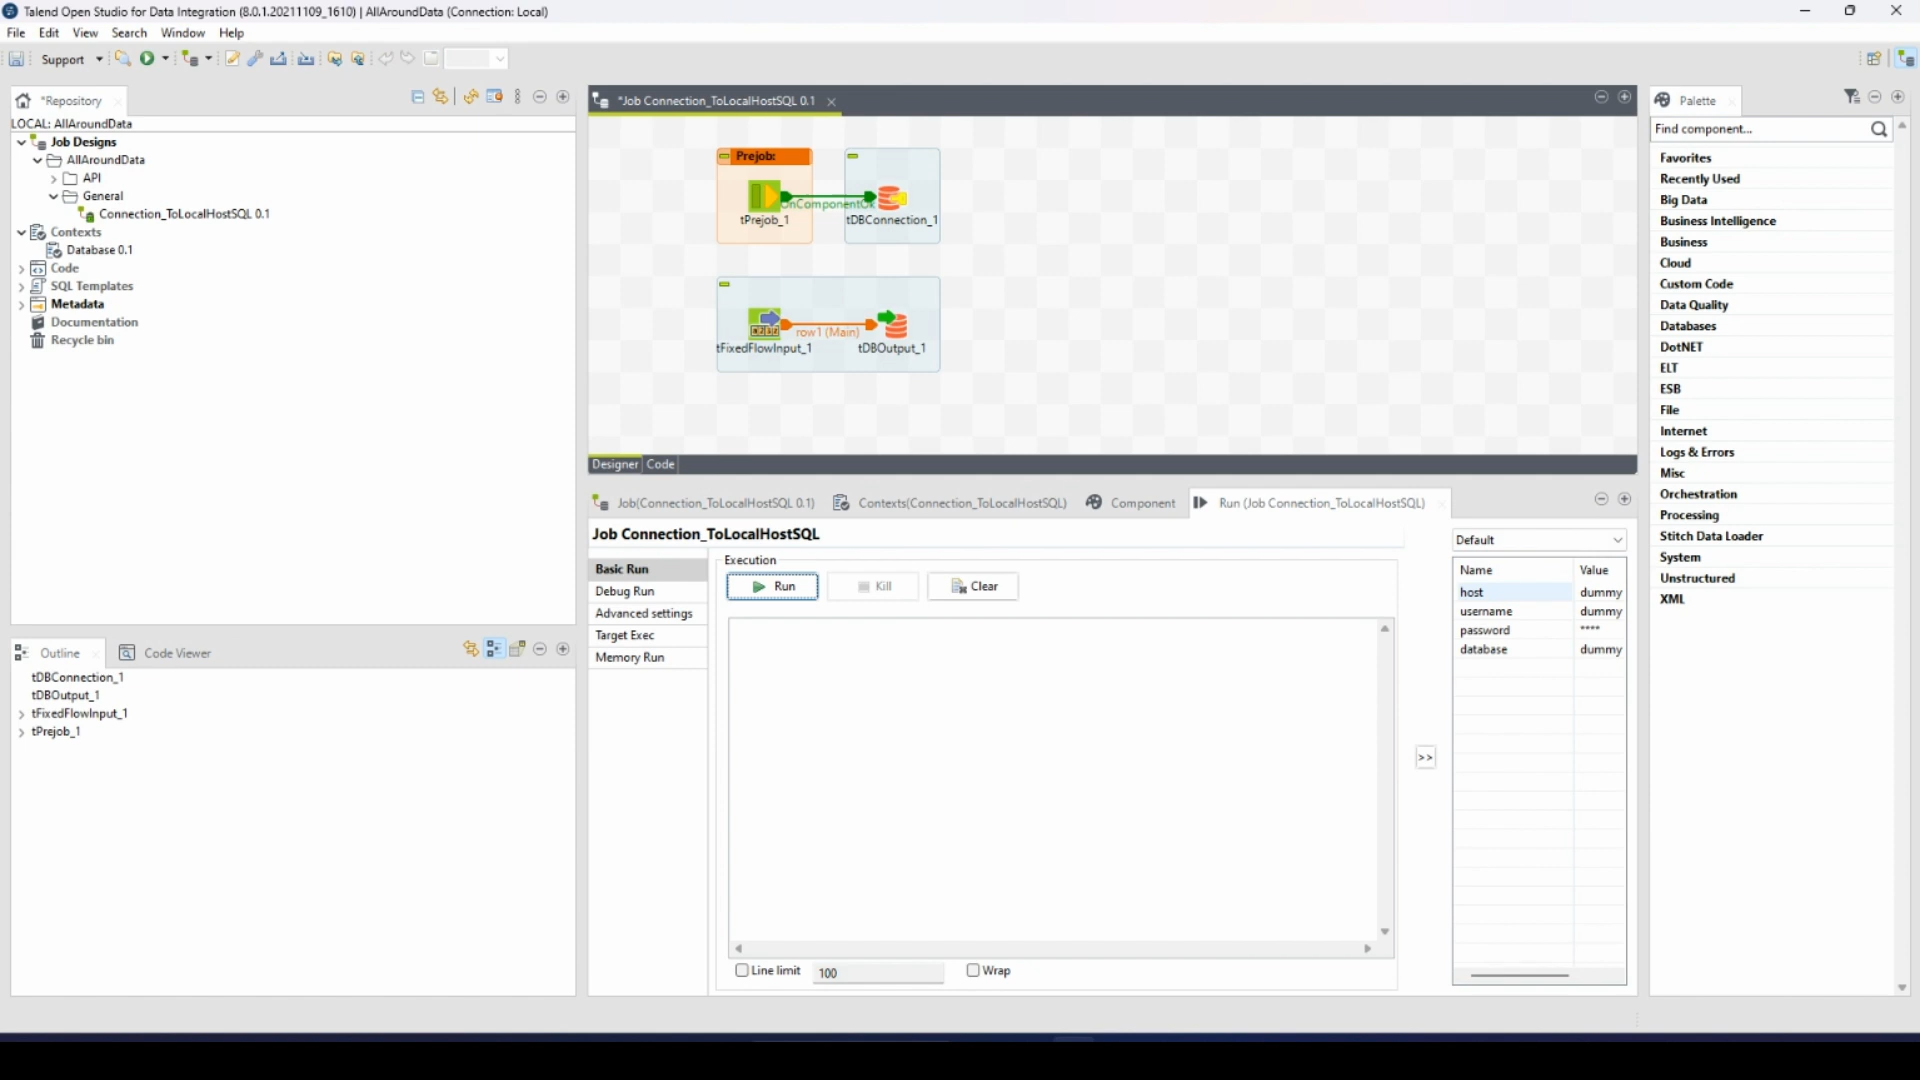 Talend Open Studio for Data Integration (8.0.1.20211109_1610) | AllAroundData (Connection: Local)
File Edit View Search Window Help
Support
*Repository
LOCAL: AllAroundData
Job Designs
AllAroundData
API
General
Connection_ToLocalHostSQL 0.1
Contexts
Database 0.1
Code
SQL Templates
Metadata
Documentation
Recycle bin
Outline Code Viewer
tDBConnection_1
tDBOutput_1
tFixedFlowInput_1
tPrejob_1
*Job Connection_ToLocalHostSQL 0.1
Prejob:
OnComponentOk
tPrejob_1 tDBConnection_1
row1 (Main)
tFixedFlowInput_1 tDBOutput_1
Designer Code
Job(Connection_ToLocalHostSQL 0.1) Contexts(Connection_ToLocalHostSQL) Component Run (Job Connection_ToLocalHostSQL)
Job Connection_ToLocalHostSQL
Basic Run
Debug Run
Advanced settings
Target Exec
Memory Run
Execution
Run Kill Clear
Line limit 100 Wrap
>>
Default
Name Value
host dummy
username dummy
password ****
database dummy
Palette
Find component...
Favorites
Recently Used
Big Data
Business Intelligence
Business
Cloud
Custom Code
Data Quality
Databases
DotNET
ELT
ESB
File
Internet
Logs & Errors
Misc
Orchestration
Processing
Stitch Data Loader
System
Unstructured
XML